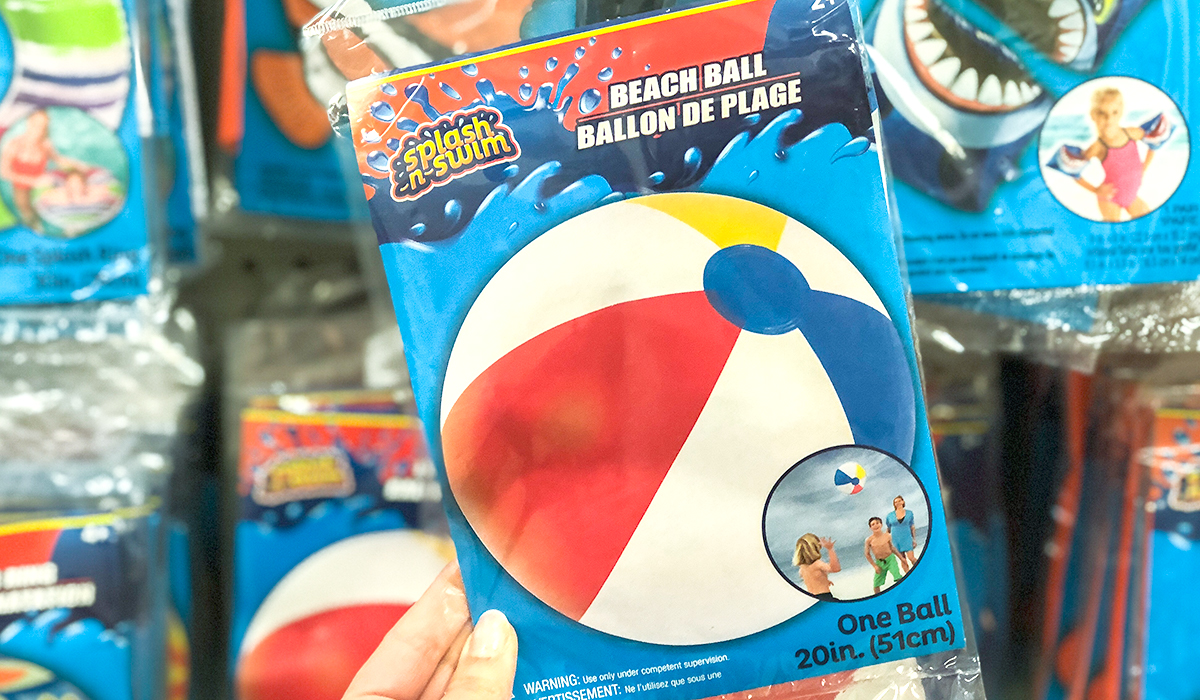 2+
BEACH BALL
BALLON DE PLAGE
splash
-n-swim
One Ball
20in. (51cm)
WARNING: Use only under competent supervision.
AVERTISSEMENT: Ne l'utilisez que sous une